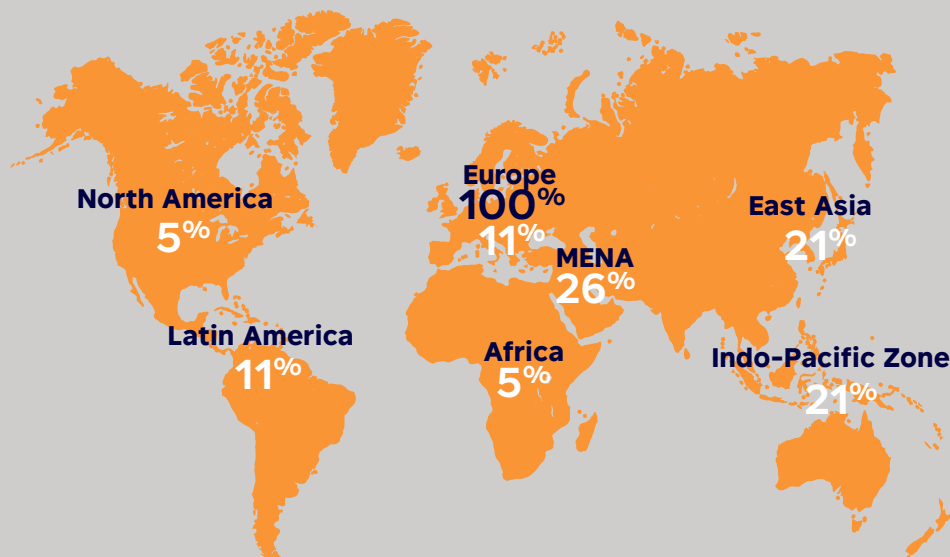 Europe
100%
11%
North America
5%
East Asia
21%
MENA
26%
Latin America
11%
Africa
5%
Indo-Pacific Zone
21%